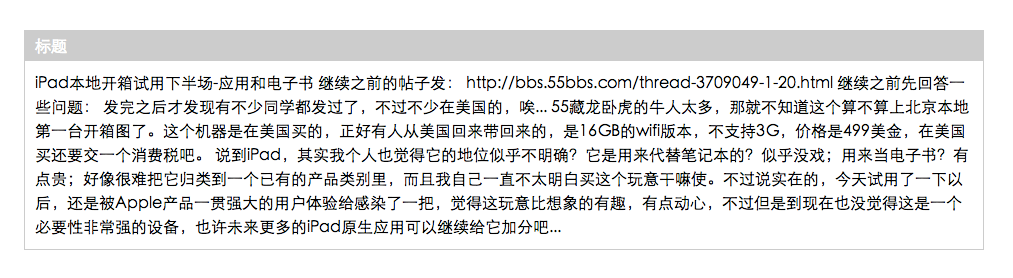 标题
iPad本地开箱试用下半场-应用和电子书 继续之前的帖子发： http://bbs.55bbs.com/thread-3709049-1-20.html 继续之前先回答一
些问题： 发完之后才发现有不少同学都发过了，不过不少在美国的，唉... 55藏龙卧虎的牛人太多，那就不知道这个算不算上北京本地
第一台开箱图了。这个机器是在美国买的，正好有人从美国回来带回来的，是16GB的wifi版本，不支持3G，价格是499美金，在美国
买还要交一个消费税吧。 说到iPad，其实我个人也觉得它的地位似乎不明确？它是用来代替笔记本的？似乎没戏；用来当电子书？有
点贵；好像很难把它归类到一个已有的产品类别里，而且我自己一直不太明白买这个玩意干嘛使。不过说实在的，今天试用了一下以
后，还是被Apple产品一贯强大的用户体验给感染了一把，觉得这玩意比想象的有趣，有点动心，不过但是到现在也没觉得这是一个
必要性非常强的设备，也许未来更多的iPad原生应用可以继续给它加分吧...